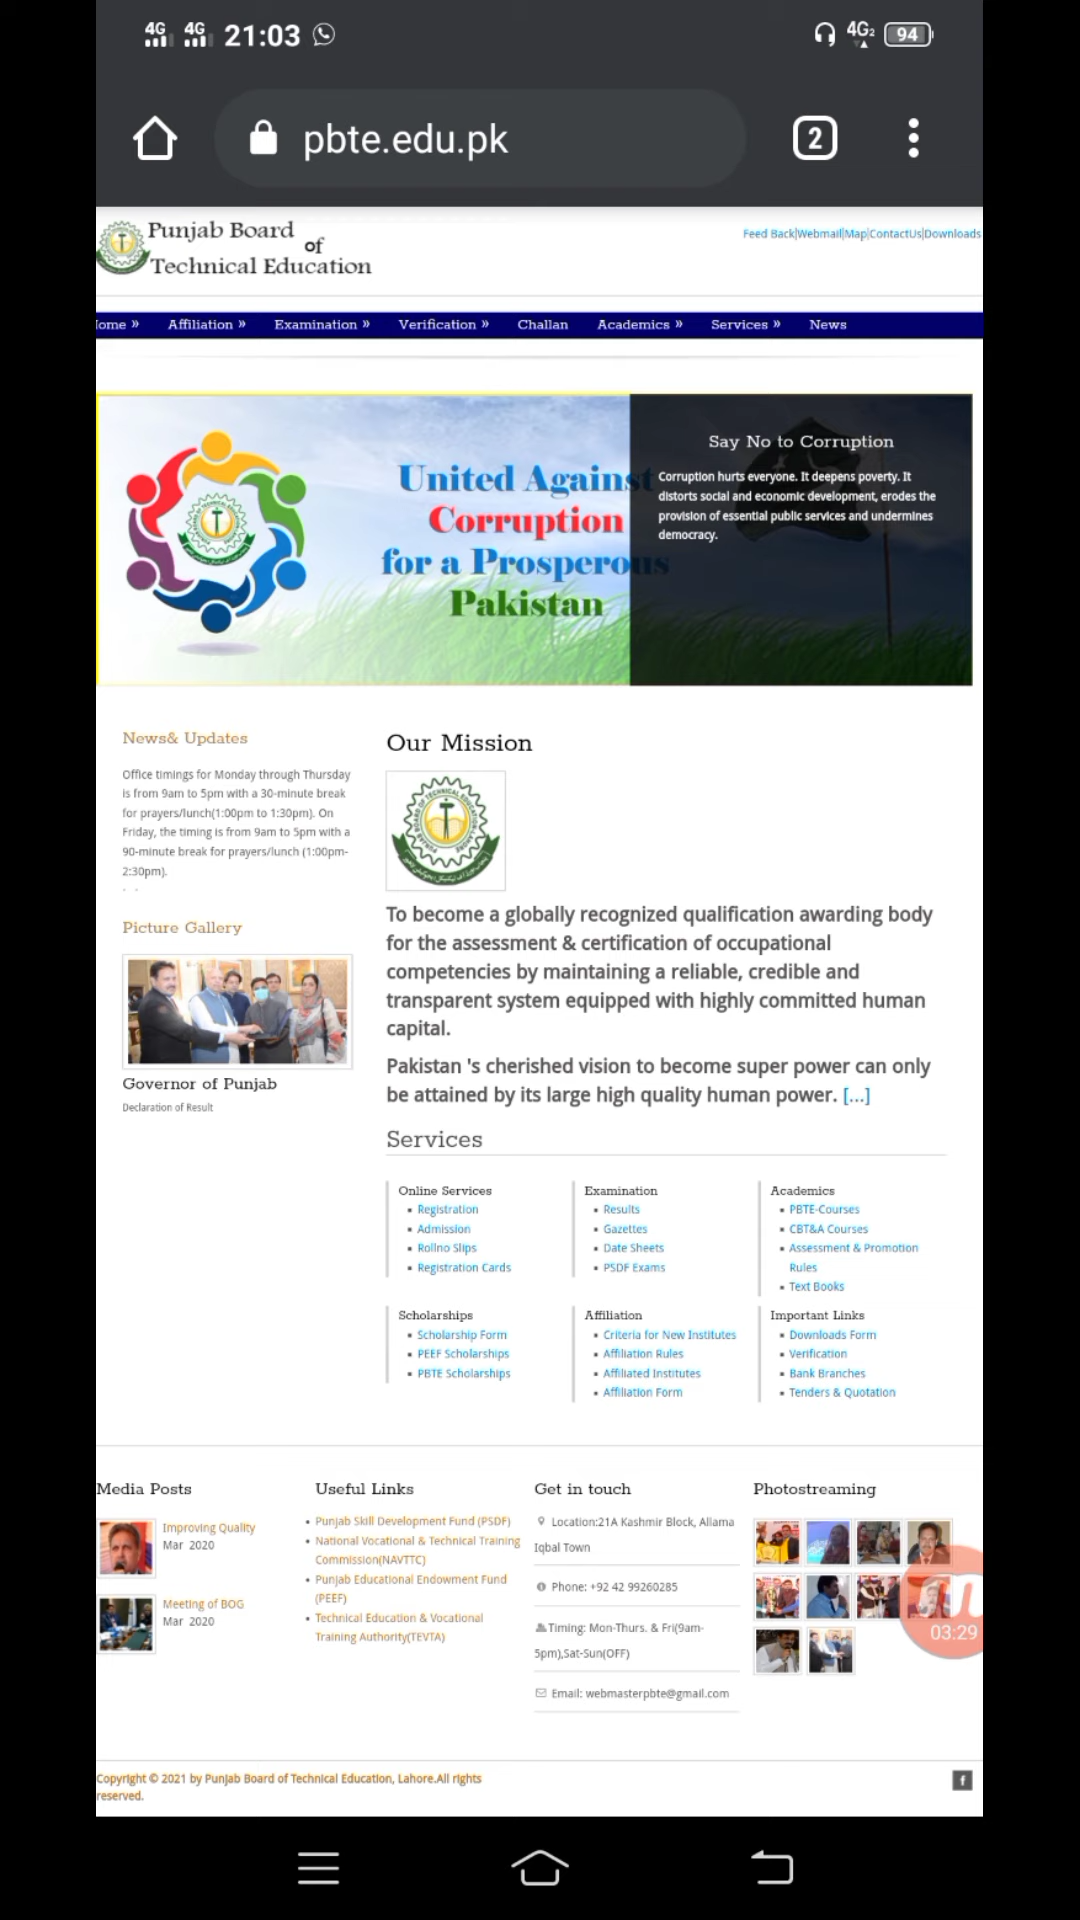 4G 4G 21:03 4G2 94
pbte.edu.pk 2
Punjab Board
of
Technical Education
Feed Back|Webmail|Map|ContactUs|Downloads
ome » Affiliation » Examination » Verification » Challan Academics » Services » News
United Against
Corruption
for a Prosperous
Pakistan
Say No to Corruption
Corruption hurts everyone. It deepens poverty. It
distorts social and economic development, erodes the
provision of essential public services and undermines
democracy.
News& Updates
Office timings for Monday through Thursday
is from 9am to 5pm with a 30-minute break
for prayers/lunch(1:00pm to 1:30pm). On
Friday, the timing is from 9am to 5pm with a
90-minute break for prayers/lunch (1:00pm-
2:30pm).
Picture Gallery
Governor of Punjab
Declaration of Result
Our Mission
PUNJAB BOARD OF TECHNICAL EDUCATION LAHORE
To become a globally recognized qualification awarding body
for the assessment & certification of occupational
competencies by maintaining a reliable, credible and
transparent system equipped with highly committed human
capital.
Pakistan 's cherished vision to become super power can only
be attained by its large high quality human power. [...]
Services
Online Services
▪ Registration
▪ Admission
▪ Rollno Slips
▪ Registration Cards
Examination
▪ Results
▪ Gazettes
▪ Date Sheets
▪ PSDF Exams
Academics
▪ PBTE-Courses
▪ CBT&A Courses
▪ Assessment & Promotion
Rules
▪ Text Books
Scholarships
▪ Scholarship Form
▪ PEEF Scholarships
▪ PBTE Scholarships
Affiliation
▪ Criteria for New Institutes
▪ Affiliation Rules
▪ Affiliated Institutes
▪ Affiliation Form
Important Links
▪ Downloads Form
▪ Verification
▪ Bank Branches
▪ Tenders & Quotation
Media Posts
Improving Quality
Mar 2020
Meeting of BOG
Mar 2020
Useful Links
• Punjab Skill Development Fund (PSDF)
• National Vocational & Technical Training
Commission(NAVTTC)
• Punjab Educational Endowment Fund
(PEEF)
• Technical Education & Vocational
Training Authority(TEVTA)
Get in touch
Location:21A Kashmir Block, Allama
Iqbal Town
Phone: +92 42 99260285
Timing: Mon-Thurs. & Fri(9am-
5pm),Sat-Sun(OFF)
Email: webmasterpbte@gmail.com
Photostreaming
03:29
Copyright © 2021 by Punjab Board of Technical Education, Lahore.All rights
reserved.
f